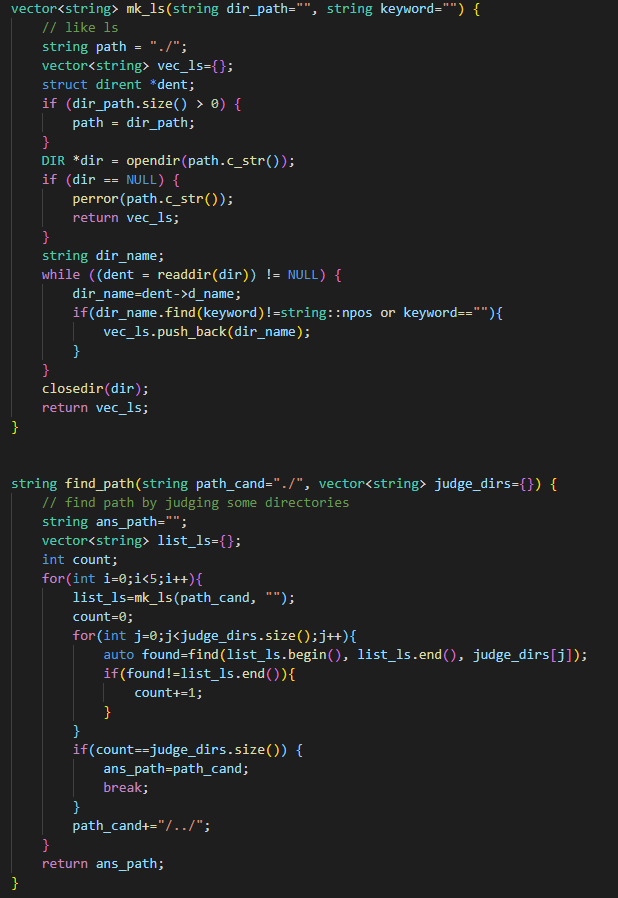 vector<string> mk_ls(string dir_path="", string keyword="") {
    // like ls
    string path = "./";
    vector<string> vec_ls={};
    struct dirent *dent;
    if (dir_path.size() > 0) {
        path = dir_path;
    }
    DIR *dir = opendir(path.c_str());
    if (dir == NULL) {
        perror(path.c_str());
        return vec_ls;
    }
    string dir_name;
    while ((dent = readdir(dir)) != NULL) {
        dir_name=dent->d_name;
        if(dir_name.find(keyword)!=string::npos or keyword==""){
            vec_ls.push_back(dir_name);
        }
    }
    closedir(dir);
    return vec_ls;
}
string find_path(string path_cand="./", vector<string> judge_dirs={}) {
    // find path by judging some directories
    string ans_path="";
    vector<string> list_ls={};
    int count;
    for(int i=0;i<5;i++){
        list_ls=mk_ls(path_cand, "");
        count=0;
        for(int j=0;j<judge_dirs.size();j++){
            auto found=find(list_ls.begin(), list_ls.end(), judge_dirs[j]);
            if(found!=list_ls.end()){
                count+=1;
            }
        }
        if(count==judge_dirs.size()) {
            ans_path=path_cand;
            break;
        }
        path_cand+="/../";
    }
    return ans_path;
}